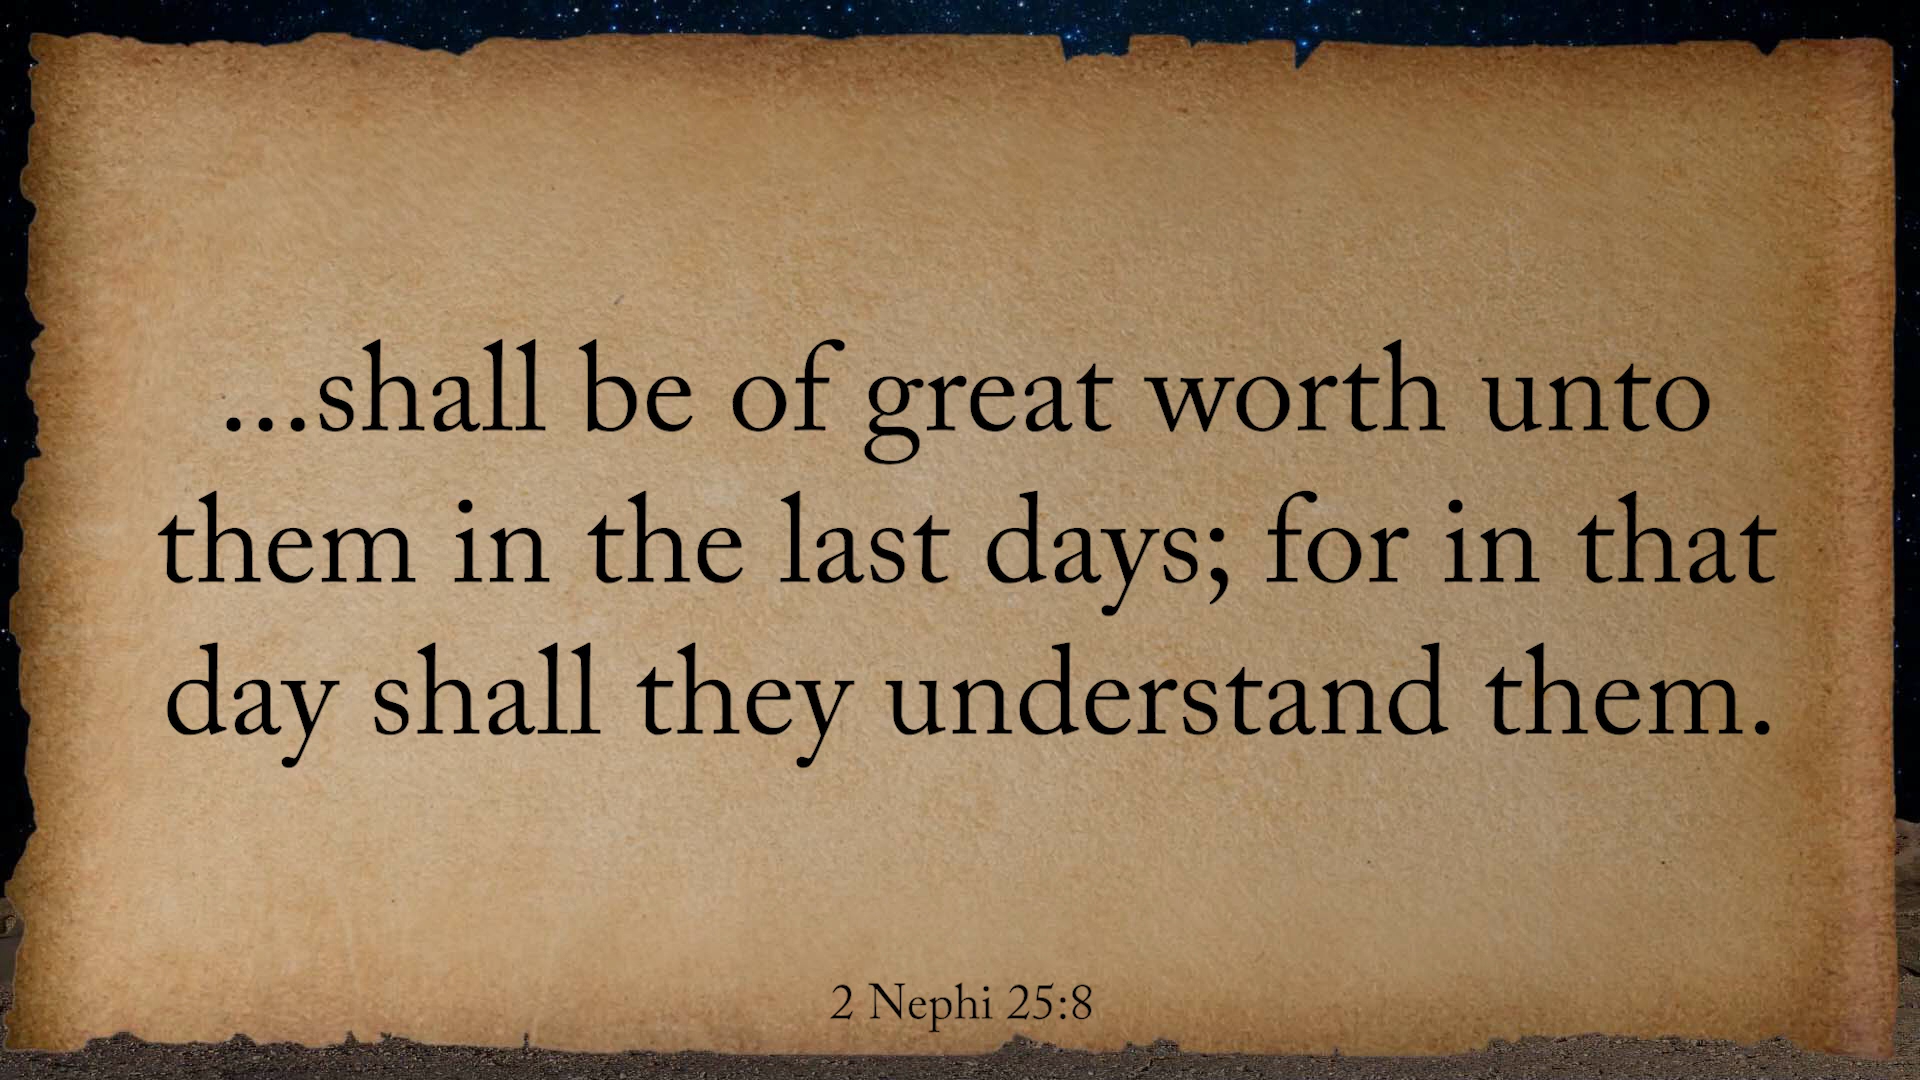 ...shall be of great worth unto
them in the last days; for in that
day shall they understand them.
2 Nephi 25:8